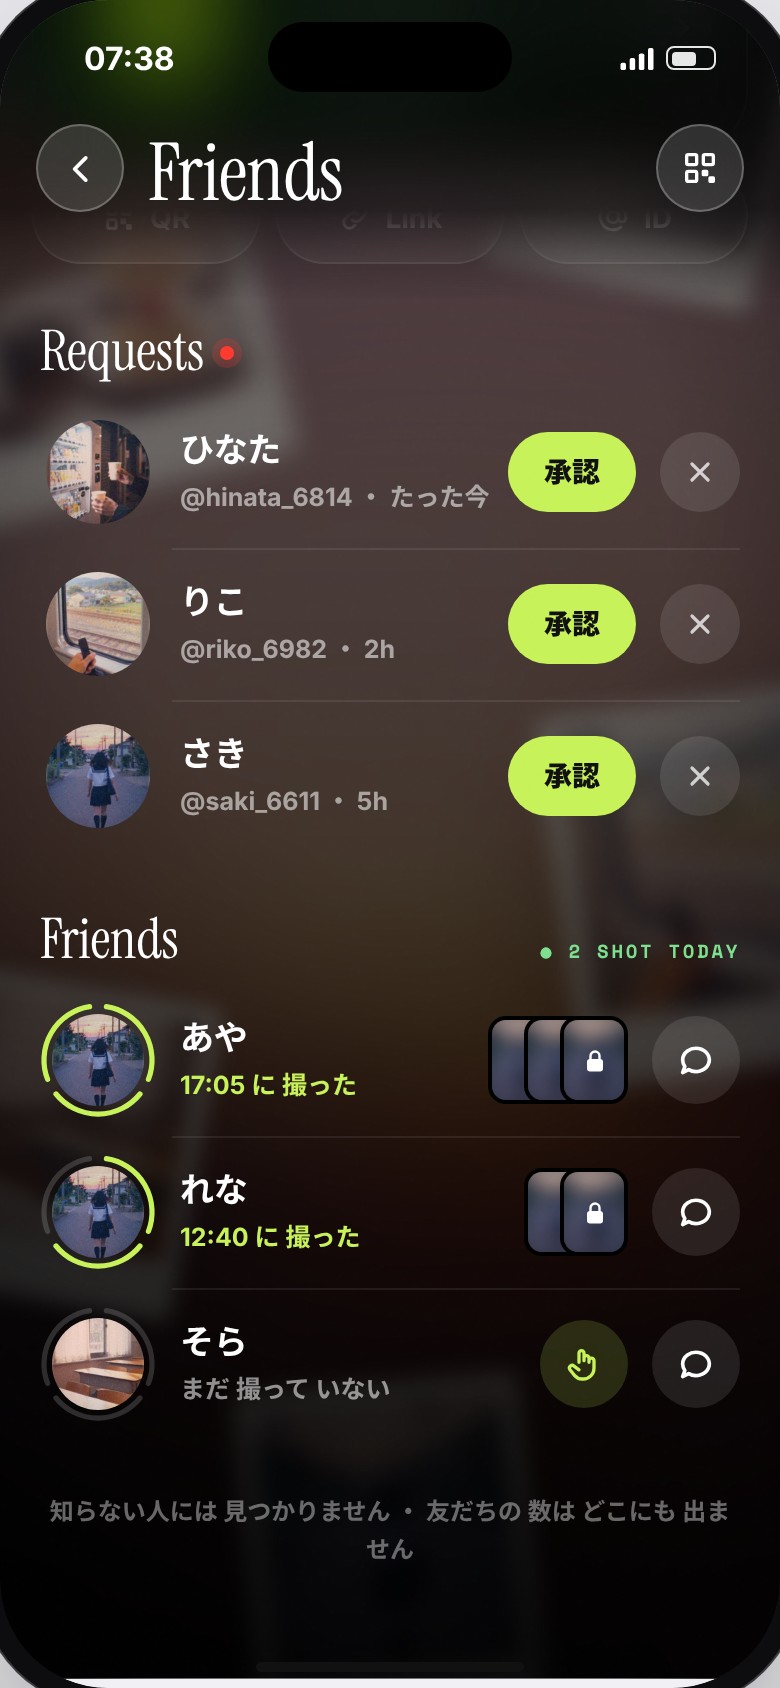 07:38
Friends
QR
Link
@ ID
Requests
ひなた
@hinata_6814 ・ たった今
承認
りこ
@riko_6982 ・ 2h
承認
さき
@saki_6611 ・ 5h
承認
Friends
2 SHOT TODAY
あや
17:05 に 撮った
れな
12:40 に 撮った
そら
まだ 撮って いない
知らない人には 見つかりません ・ 友だちの 数は どこにも 出ま
せん